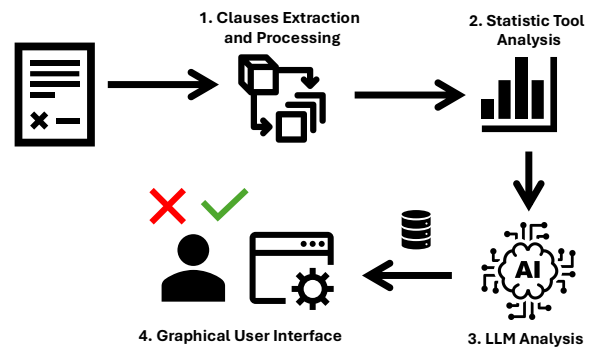 1. Clauses Extraction
and Processing
2. Statistic Tool
Analysis
AI
3. LLM Analysis
4. Graphical User Interface